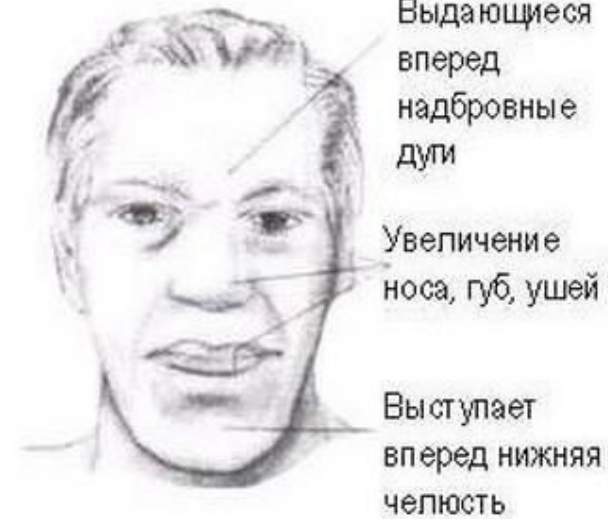 Выдающиеся
вперед
надбровные
дуги
Увеличение
носа, губ, ушей
Выступает
вперед нижняя
челюсть